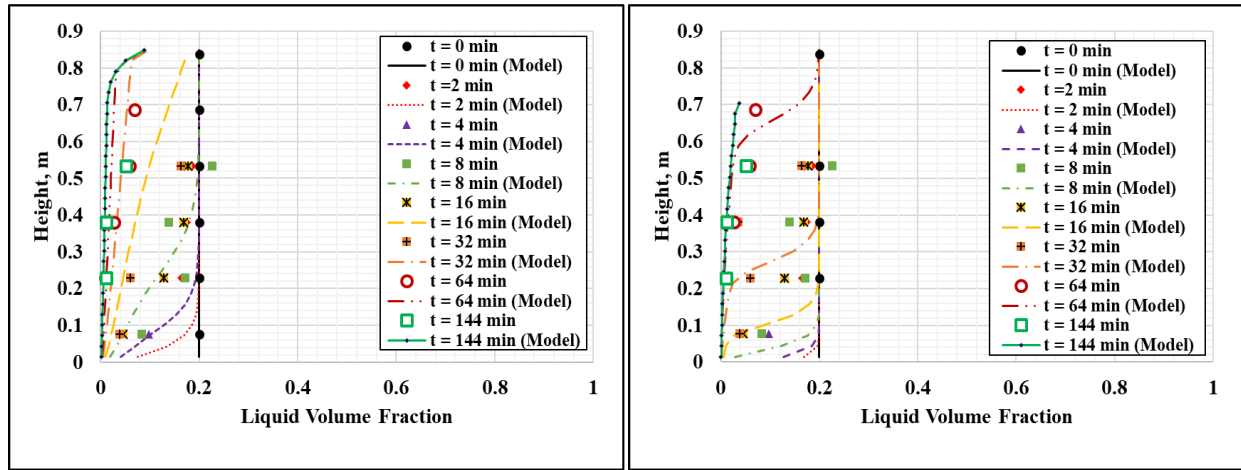 0.9
0.8
0.7
0.6
0.5
0.4
0.3
0.2
0.1
0
Height, m
0 0.2 0.4 0.6 0.8 1
Liquid Volume Fraction
t = 0 min
t = 0 min (Model)
t =2 min
t = 2 min (Model)
t = 4 min
t = 4 min (Model)
t = 8 min
t = 8 min (Model)
t = 16 min
t = 16 min (Model)
t = 32 min
t = 32 min (Model)
t = 64 min
t = 64 min (Model)
t = 144 min
t = 144 min (Model)
0.9
0.8
0.7
0.6
0.5
0.4
0.3
0.2
0.1
0
Height, m
0 0.2 0.4 0.6 0.8 1
Liquid Volume Fraction
t = 0 min
t = 0 min (Model)
t =2 min
t = 2 min (Model)
t = 4 min
t = 4 min (Model)
t = 8 min
t = 8 min (Model)
t = 16 min
t = 16 min (Model)
t = 32 min
t = 32 min (Model)
t = 64 min
t = 64 min (Model)
t = 144 min
t = 144 min (Model)